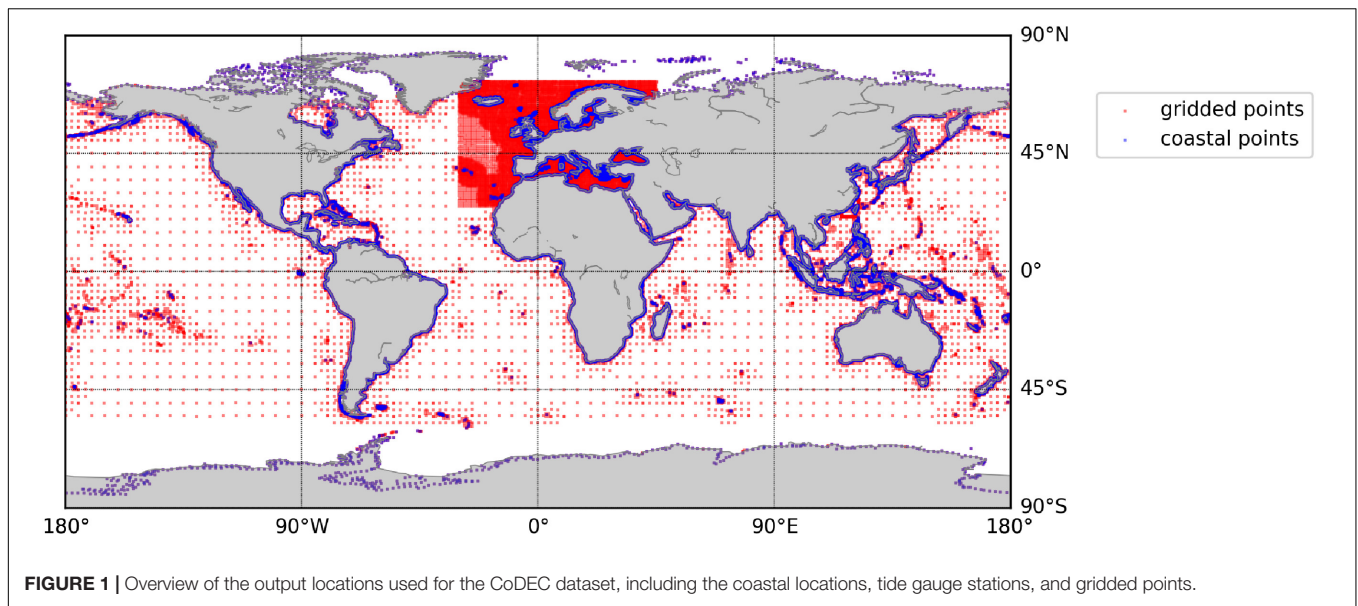 90°N
gridded points
coastal points
45°N
0°
45°S
90°S
180° 90°W 0° 90°E 180°
FIGURE 1 | Overview of the output locations used for the CoDEC dataset, including the coastal locations, tide gauge stations, and gridded points.